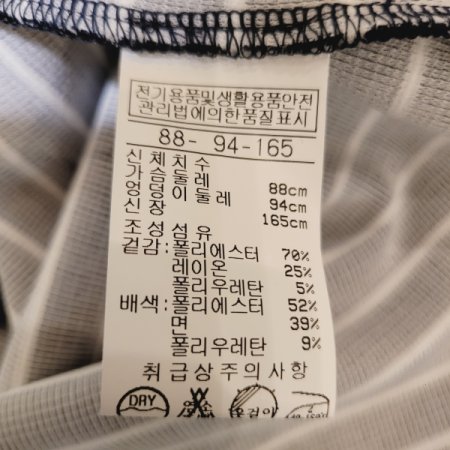 전기용품및생활용품안전
관리법에의한품질표시
88- 94-165
신체치수
가슴둘레 88cm
엉덩이둘레 94cm
신장 165cm
조성섬유
겉감:폴리에스터 70%
레이온 25%
폴리우레탄 5%
배색:폴리에스터 52%
면 39%
폴리우레탄 9%
취급상주의사항
DRY